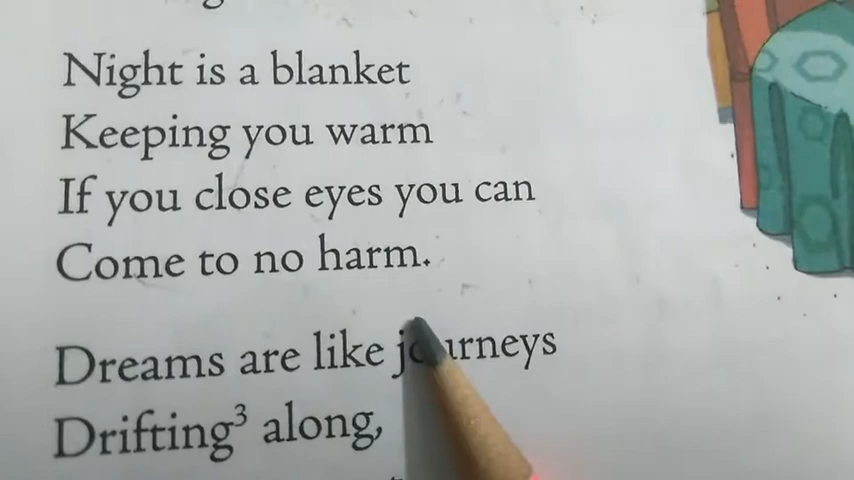 Night is a blanket
Keeping you warm
If you close eyes you can
Come to no harm.
Dreams are like journeys
Drifting³ along,